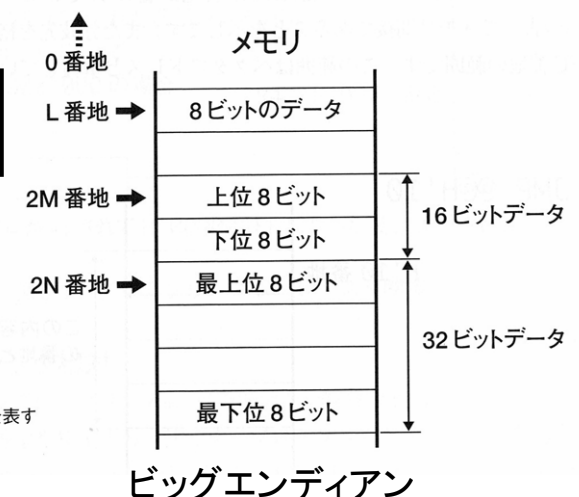 メモリ
0番地
L番地
8ビットのデータ
2M番地
上位8ビット
16ビットデータ
下位8ビット
2N番地
最上位8ビット
32ビットデータ
表す
最下位8ビット
ビッグエンディアン